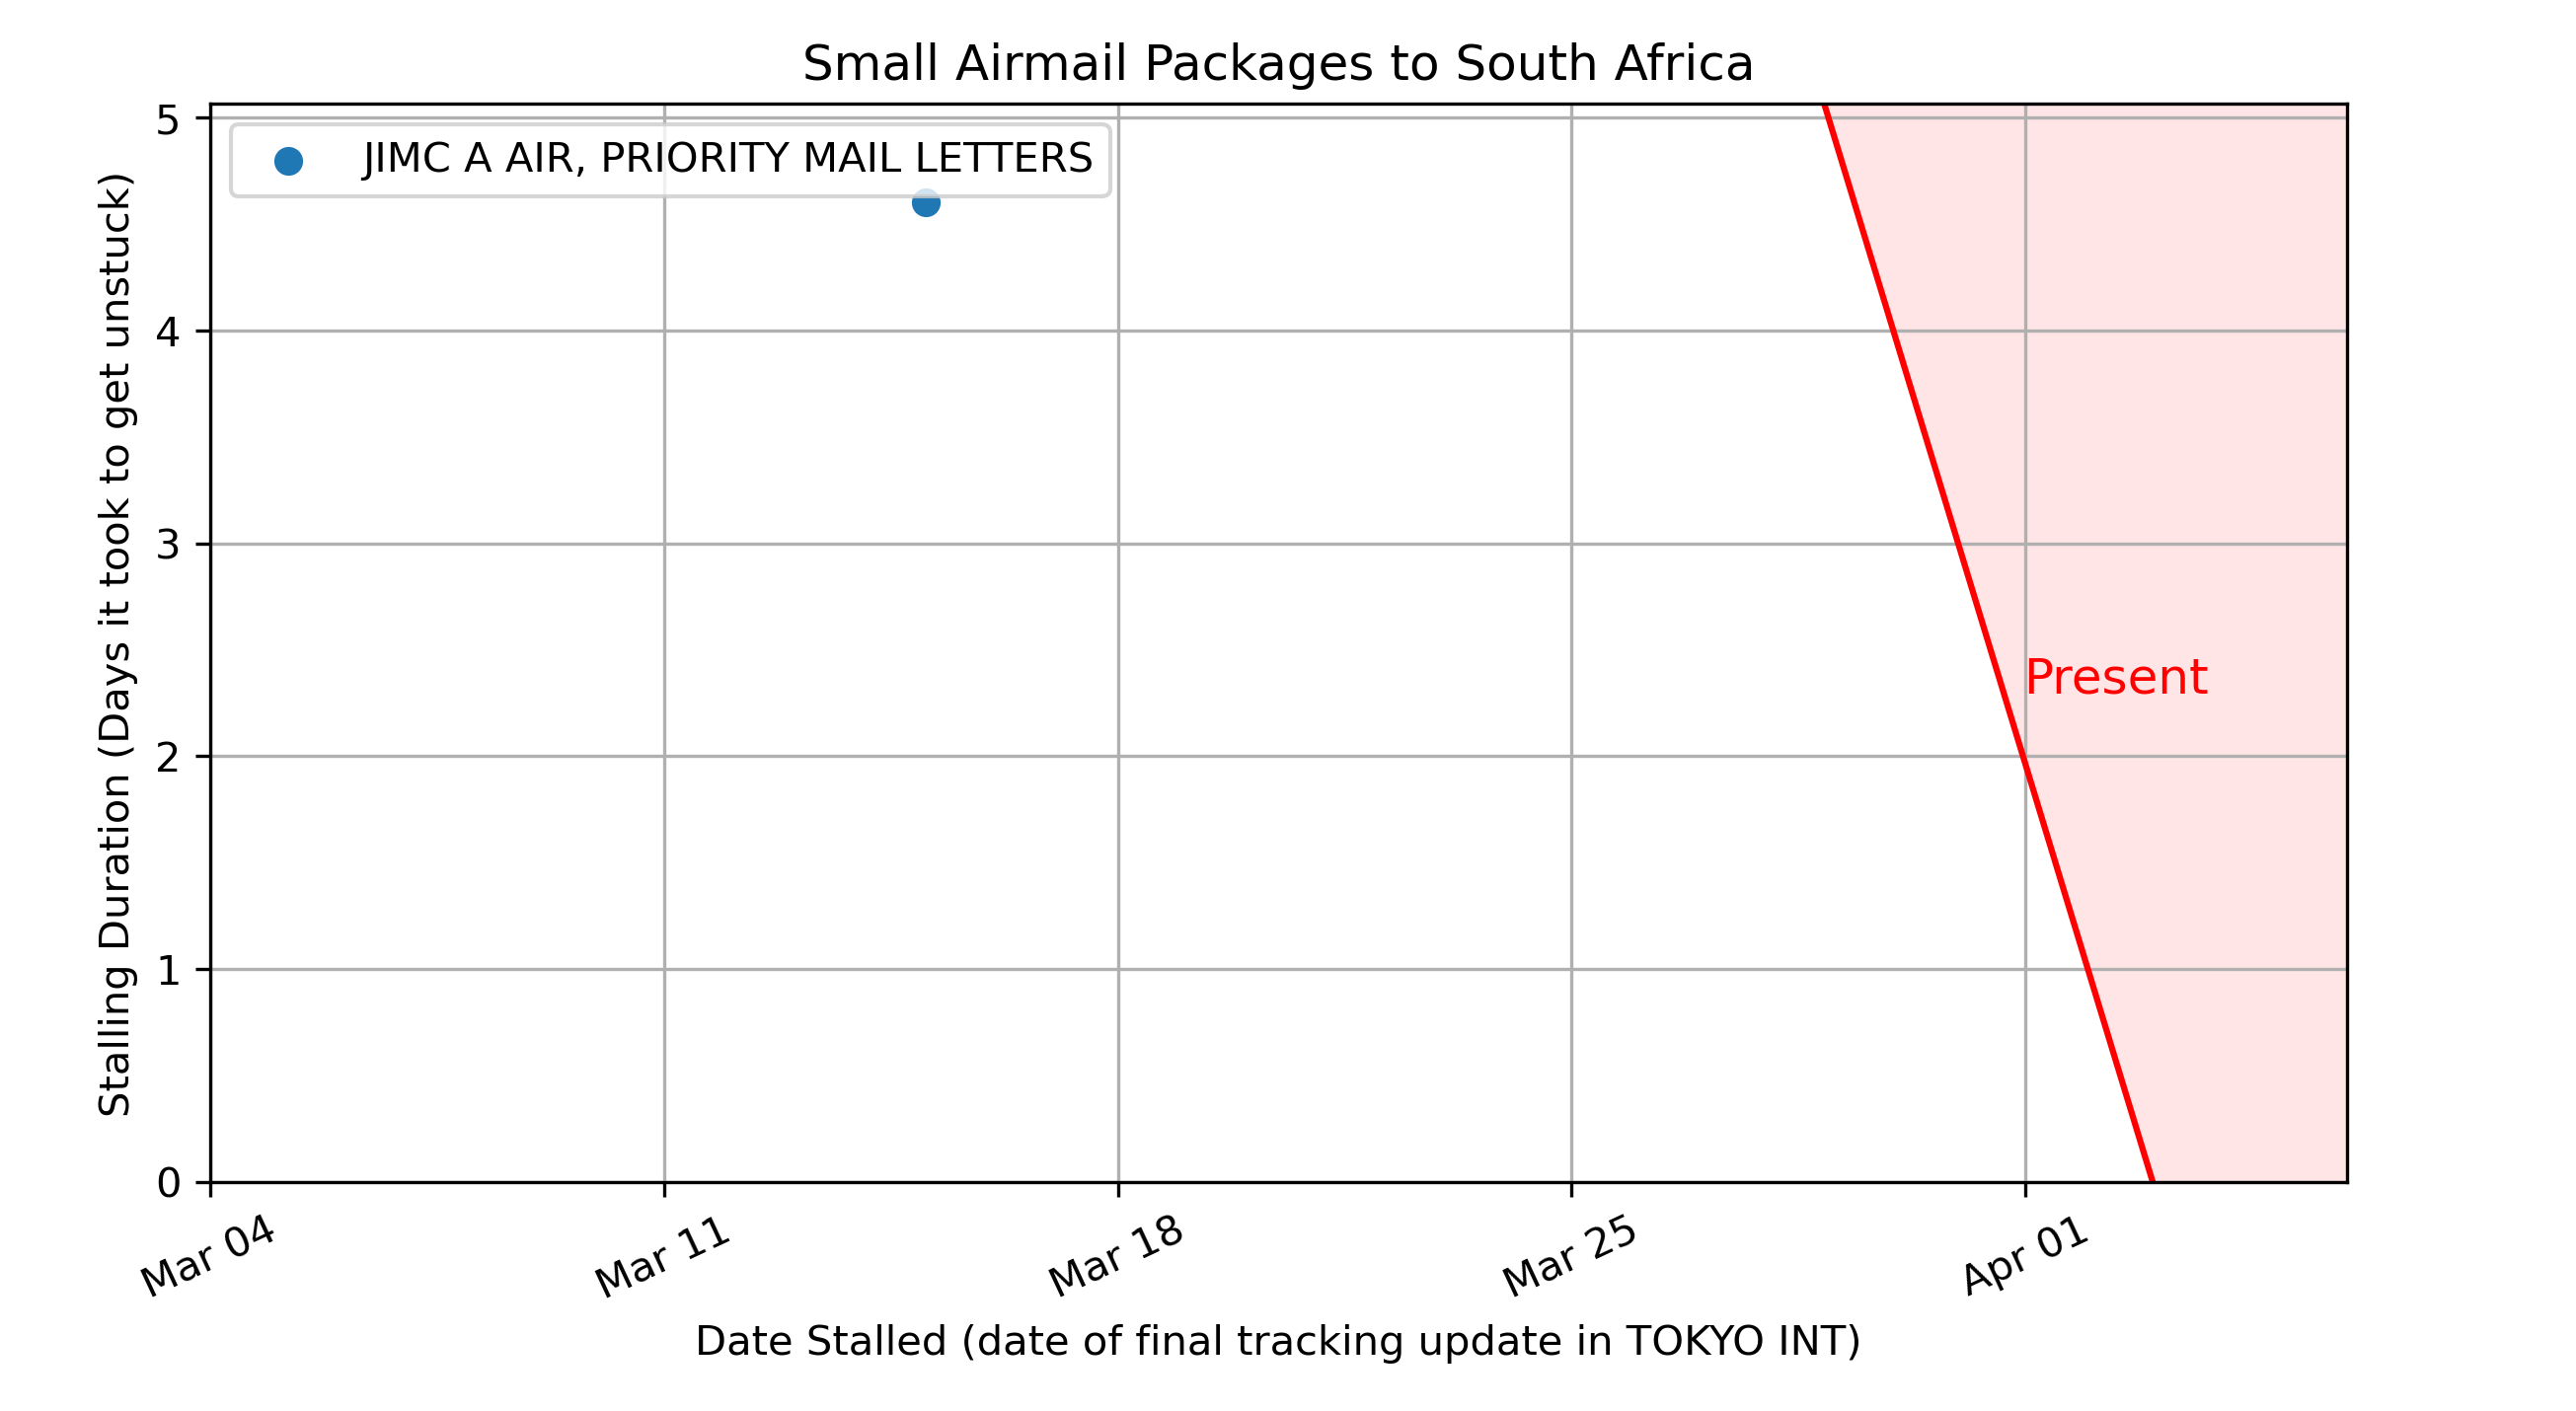 Small Airmail Packages to South Africa
JIMC A AIR, PRIORITY MAIL LETTERS
Stalling Duration (Days it took to get unstuck)
5
4
3
2
1
0
Present
Mar 04
Mar 11
Mar 18
Mar 25
Apr 01
Date Stalled (date of final tracking update in TOKYO INT)